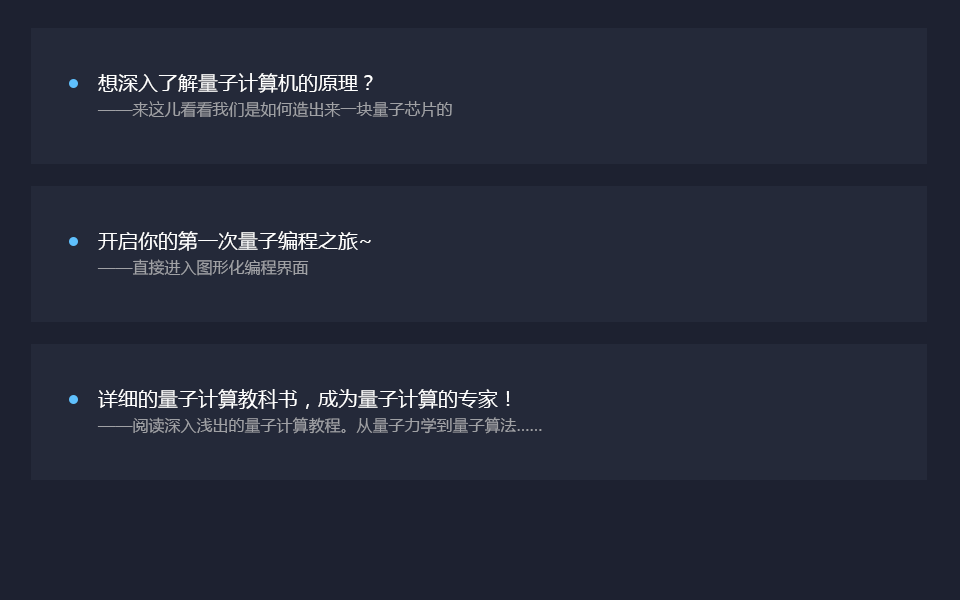 想深入了解量子计算机的原理？
——来这儿看看我们是如何造出来一块量子芯片的
开启你的第一次量子编程之旅~
——直接进入图形化编程界面
详细的量子计算教科书，成为量子计算的专家！
——阅读深入浅出的量子计算教程。从量子力学到量子算法......